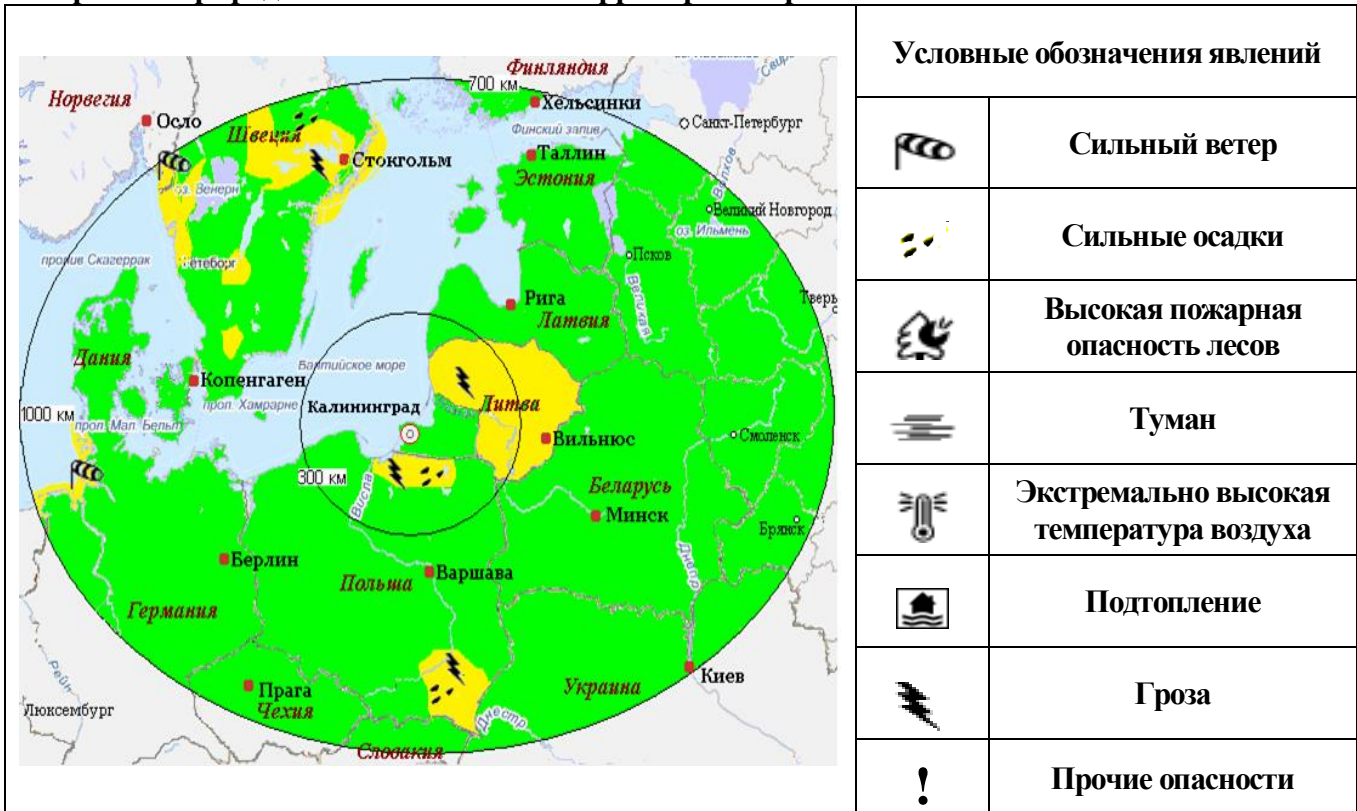 Условные обозначения явлений
Сильный ветер
Сильные осадки
Высокая пожарная
опасность лесов
Туман
Экстремально высокая
температура воздуха
Подтопление
Гроза
!
Прочие опасности
Финляндия
700 км
Норвегия
Хельсинки
Осло
Санкт-Петербург
Швеция
Финский залив
Стокгольм
Таллин
Эстония
оз. Венерн
Волхов
Великий Новгород
оз. Ильмень
Псков
пролив Скагеррак
Гётеборг
Великая
Тверь
Рига
Латвия
Дания
Балтийское море
Копенгаген
прол. Хамрарне
Калининград
Литва
1000 км
прол. Мал. Бельт
Вильнюс
Смоленск
300 км
Висла
Беларусь
Минск
Брянск
Днепр
Берлин
Польша
Варшава
Германия
Рейн
Прага
Чехия
Украина
Киев
Люксембург
Днестр
Словакия